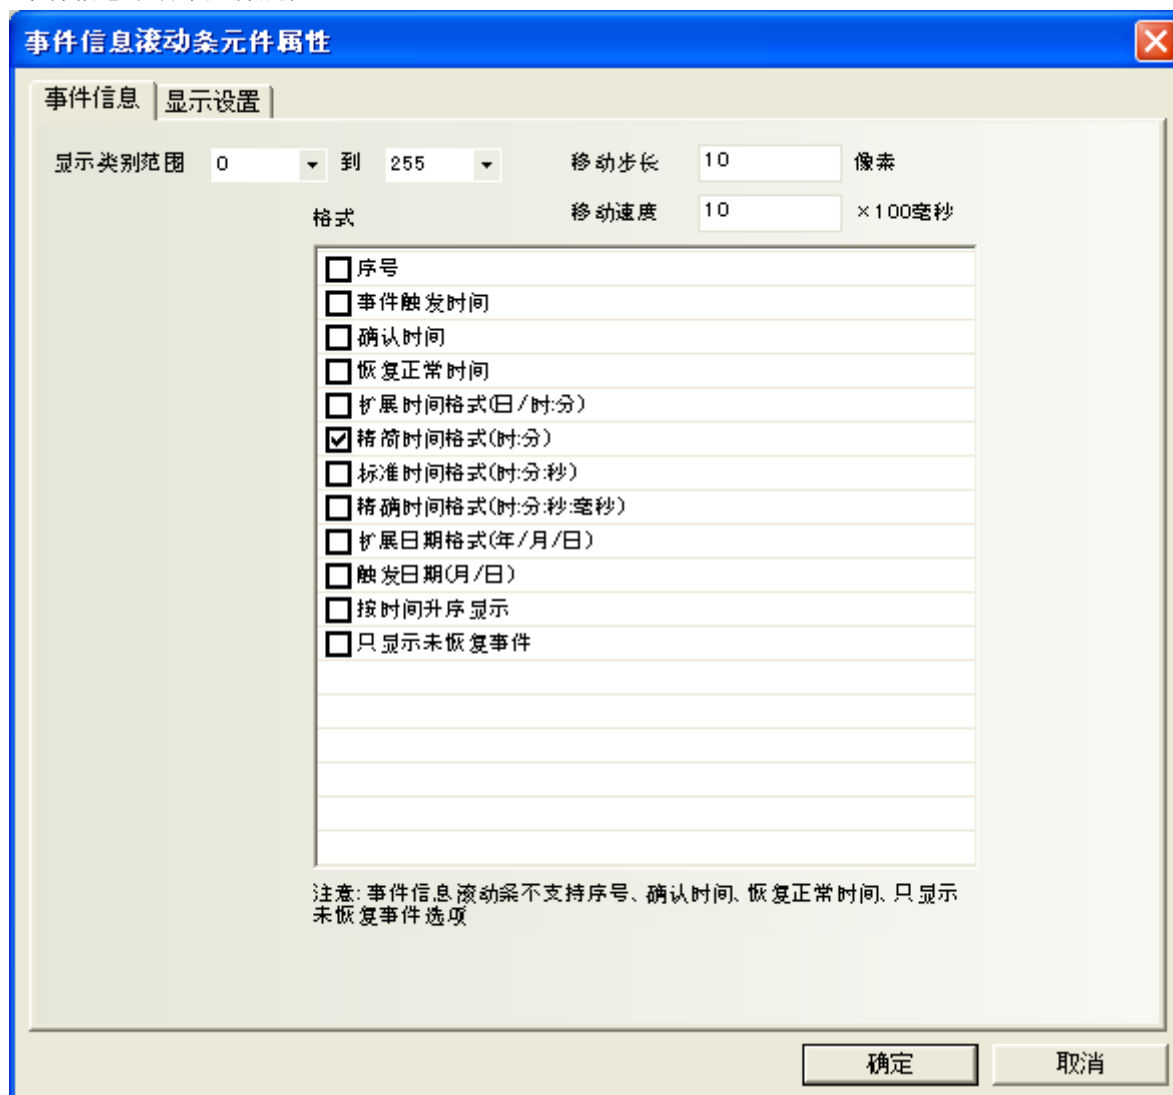 事件信息滚动条元件属性
事件信息 显示设置
显示类别范围 0 到 255 移动步长 10 像素
格式 移动速度 10 ×100毫秒
序号
事件触发时间
确认时间
恢复正常时间
扩展时间格式(日/时:分)
精简时间格式(时:分)
标准时间格式(时:分:秒)
精确时间格式(时:分:秒:毫秒)
扩展日期格式(年/月/日)
触发日期(月/日)
按时间升序显示
只显示未恢复事件
注意:事件信息滚动条不支持序号、确认时间、恢复正常时间、只显示
未恢复事件选项
确定 取消